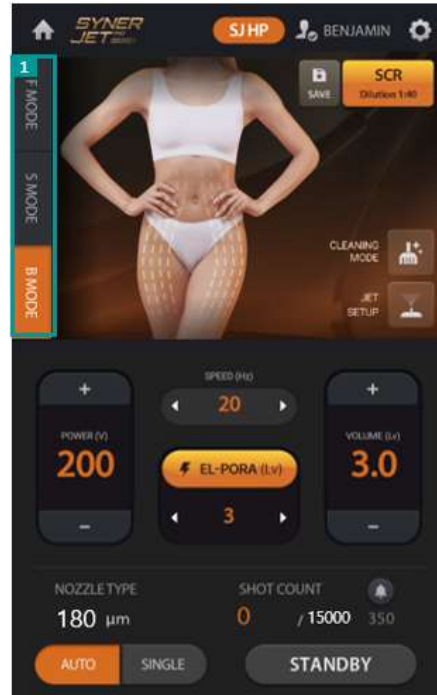 SYNER
JET
SJ HP
BENJAMIN
1
F MODE
S MODE
B MODE
SAVE
SCR
Dilution 1:40
CLEANING
MODE
JET
SETUP
SPEED (Hz)
20
+
POWER (V)
200
−
EL-PORA (Lv)
3
+
VOLUME (Lv)
3.0
−
NOZZLE TYPE
180 μm
SHOT COUNT
0 / 15000 350
AUTO SINGLE
STANDBY